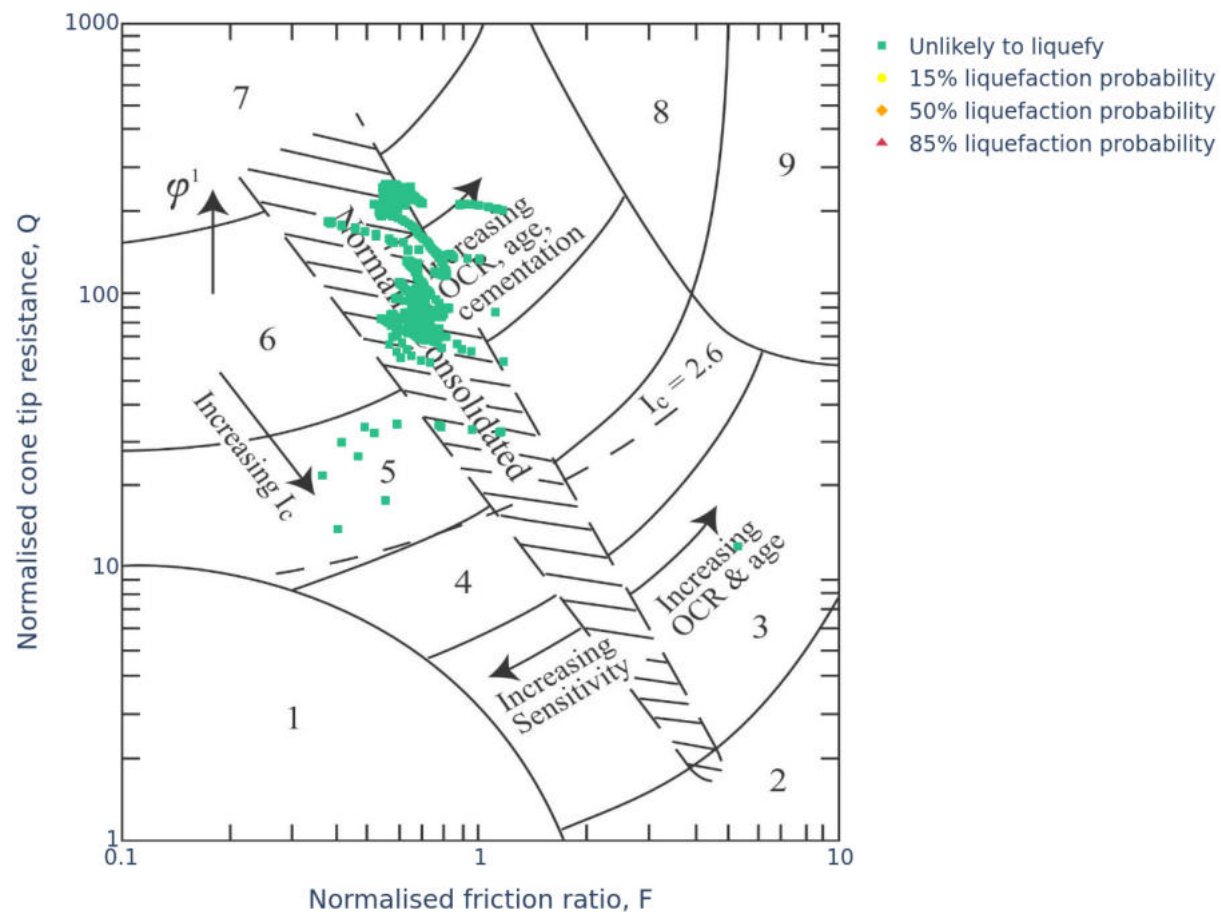 1000
100
10
1
0.1
1
10
Normalised cone tip resistance, Q
Normalised friction ratio, F
Unlikely to liquefy
15% liquefaction probability
50% liquefaction probability
85% liquefaction probability
7
8
9
φ¹
Increasing
OCR, age,
cementation
Normally consolidated
6
I꜀ = 2.6
Increasing I꜀
5
4
Increasing
OCR & age
3
Increasing
Sensitivity
1
2